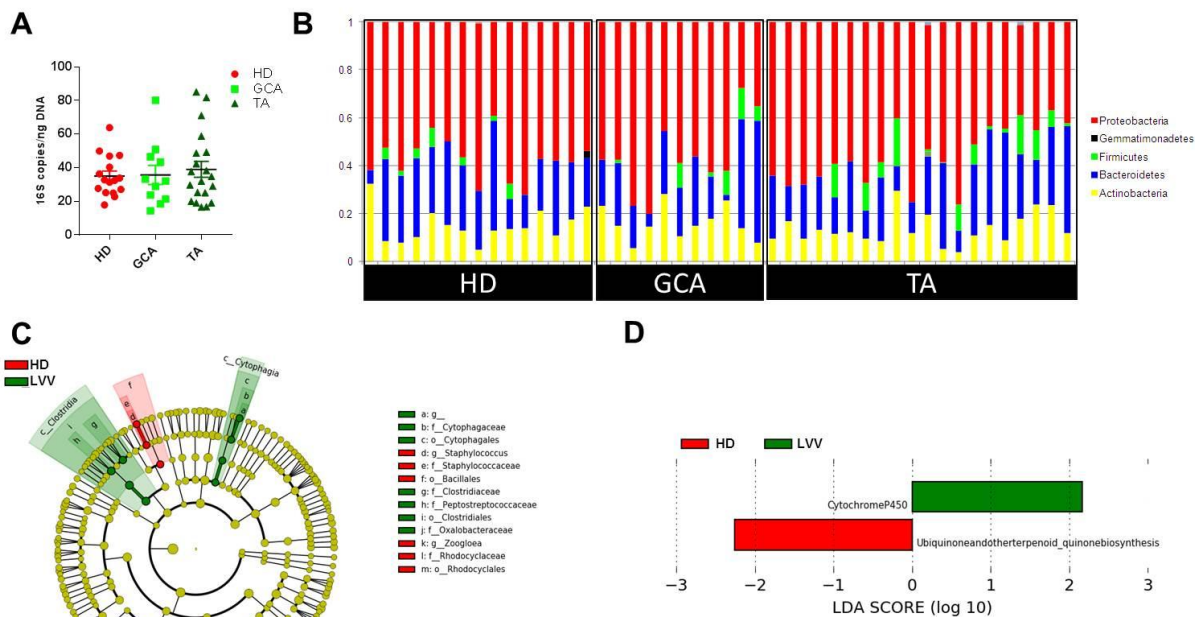 A
HD
GCA
TA
16S copies/ng DNA
100
80
60
40
20
0
HD
GCA
TA
B
1
0.8
0.6
0.4
0.2
0
HD
GCA
TA
Proteobacteria
Gemmatimonadetes
Firmicutes
Bacteroidetes
Actinobacteria
C
HD
LVV
c__Clostridia
i
h
g
f
e
d
c__Cytophagia
c
b
a
a: g__
b: f__Cytophagaceae
c: o__Cytophagales
d: g__Staphylococcus
e: f__Staphylococcaceae
f: o__Bacillales
g: f__Clostridiaceae
h: f__Peptostreptococcaceae
i: o__Clostridiales
j: f__Oxalobacteraceae
k: g__Zoogloea
l: f__Rhodocyclaceae
m: o__Rhodocyclales
D
HD
LVV
CytochromeP450
Ubiquinoneandotherterpenoid_quinonebiosynthesis
−3
−2
−1
0
1
2
3
LDA SCORE (log 10)